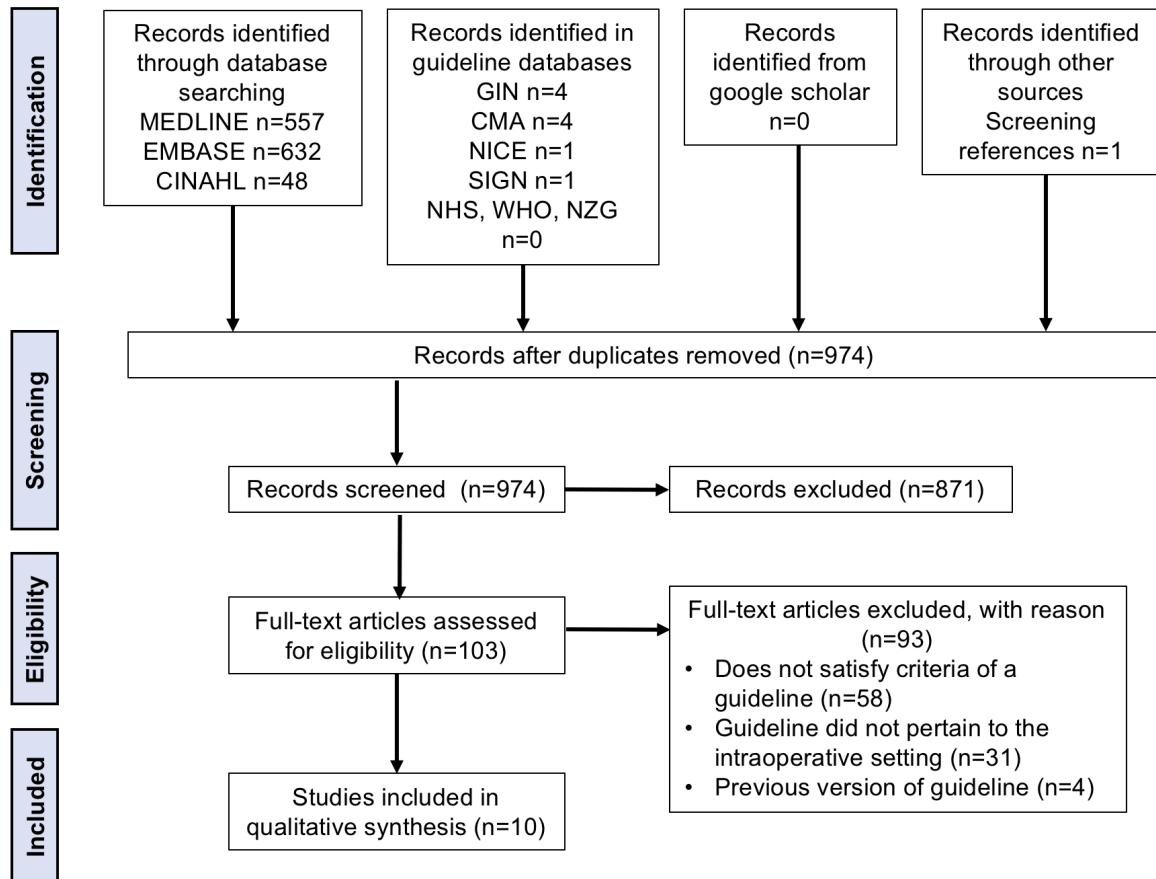 Identification
Records identified
through database
searching
MEDLINE n=557
EMBASE n=632
CINAHL n=48
Records identified in
guideline databases
GIN n=4
CMA n=4
NICE n=1
SIGN n=1
NHS, WHO, NZG
n=0
Records
identified from
google scholar
n=0
Records identified
through other
sources
Screening
references n=1
Screening
Records after duplicates removed (n=974)
Records screened (n=974)
Records excluded (n=871)
Eligibility
Full-text articles assessed
for eligibility (n=103)
Full-text articles excluded, with reason
(n=93)
• Does not satisfy criteria of a
guideline (n=58)
• Guideline did not pertain to the
intraoperative setting (n=31)
• Previous version of guideline (n=4)
Included
Studies included in
qualitative synthesis (n=10)